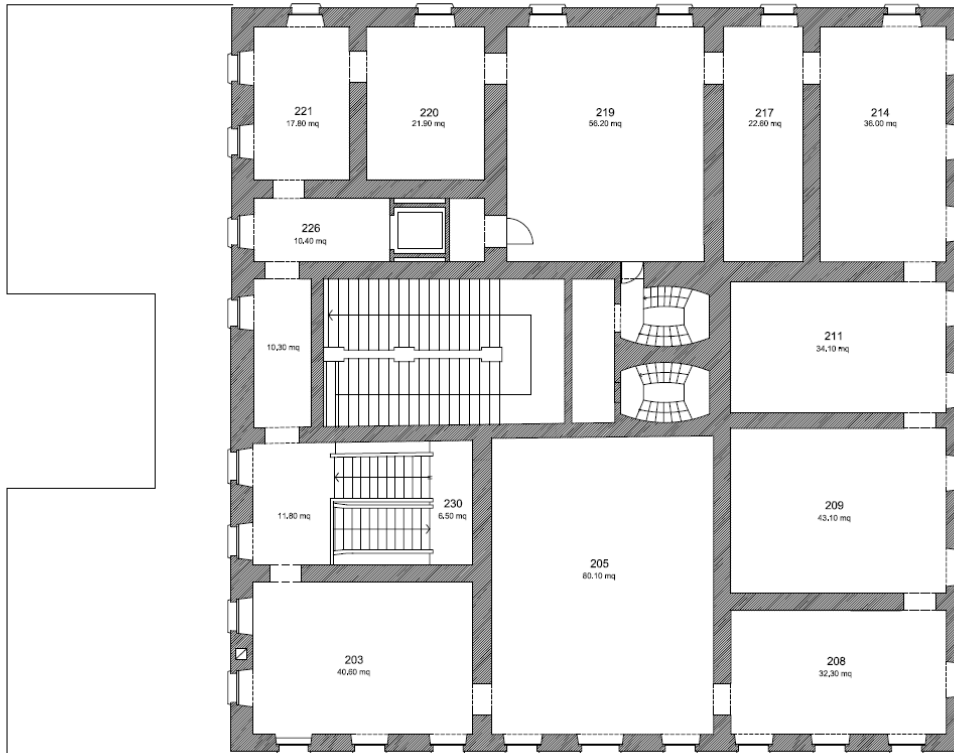 221
17.80 mq
220
21.90 mq
219
56.20 mq
217
22.60 mq
214
36.00 mq
226
10.40 mq
10.30 mq
211
34.10 mq
11.80 mq
230
6.50 mq
209
43.10 mq
205
80.10 mq
203
40.60 mq
208
32.30 mq